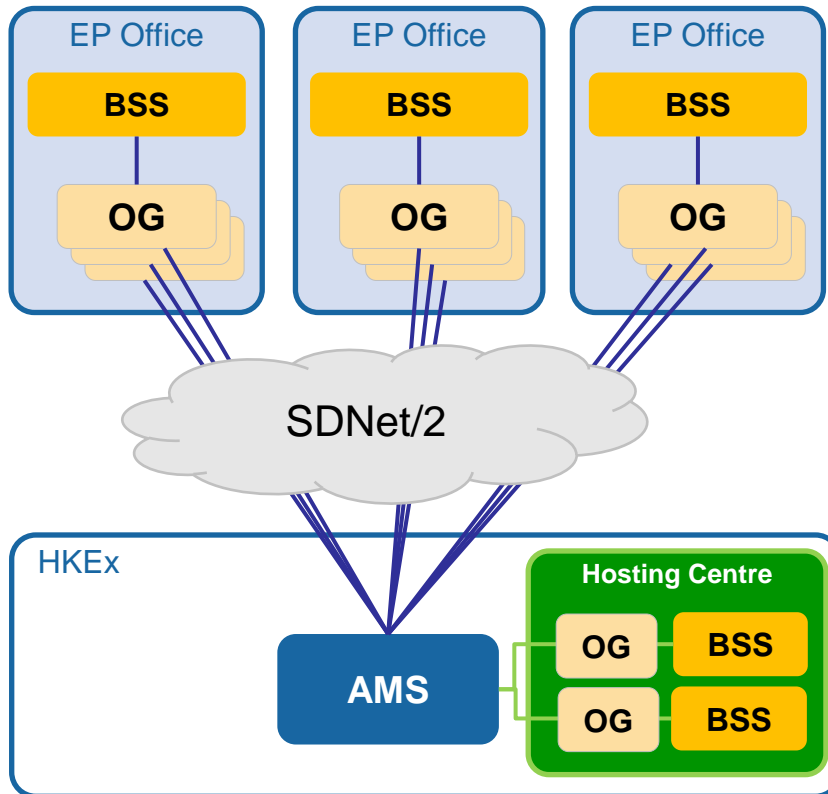 EP Office
EP Office
EP Office
BSS
BSS
BSS
OG
OG
OG
SDNet/2
HKEx
Hosting Centre
OG
BSS
AMS
OG
BSS